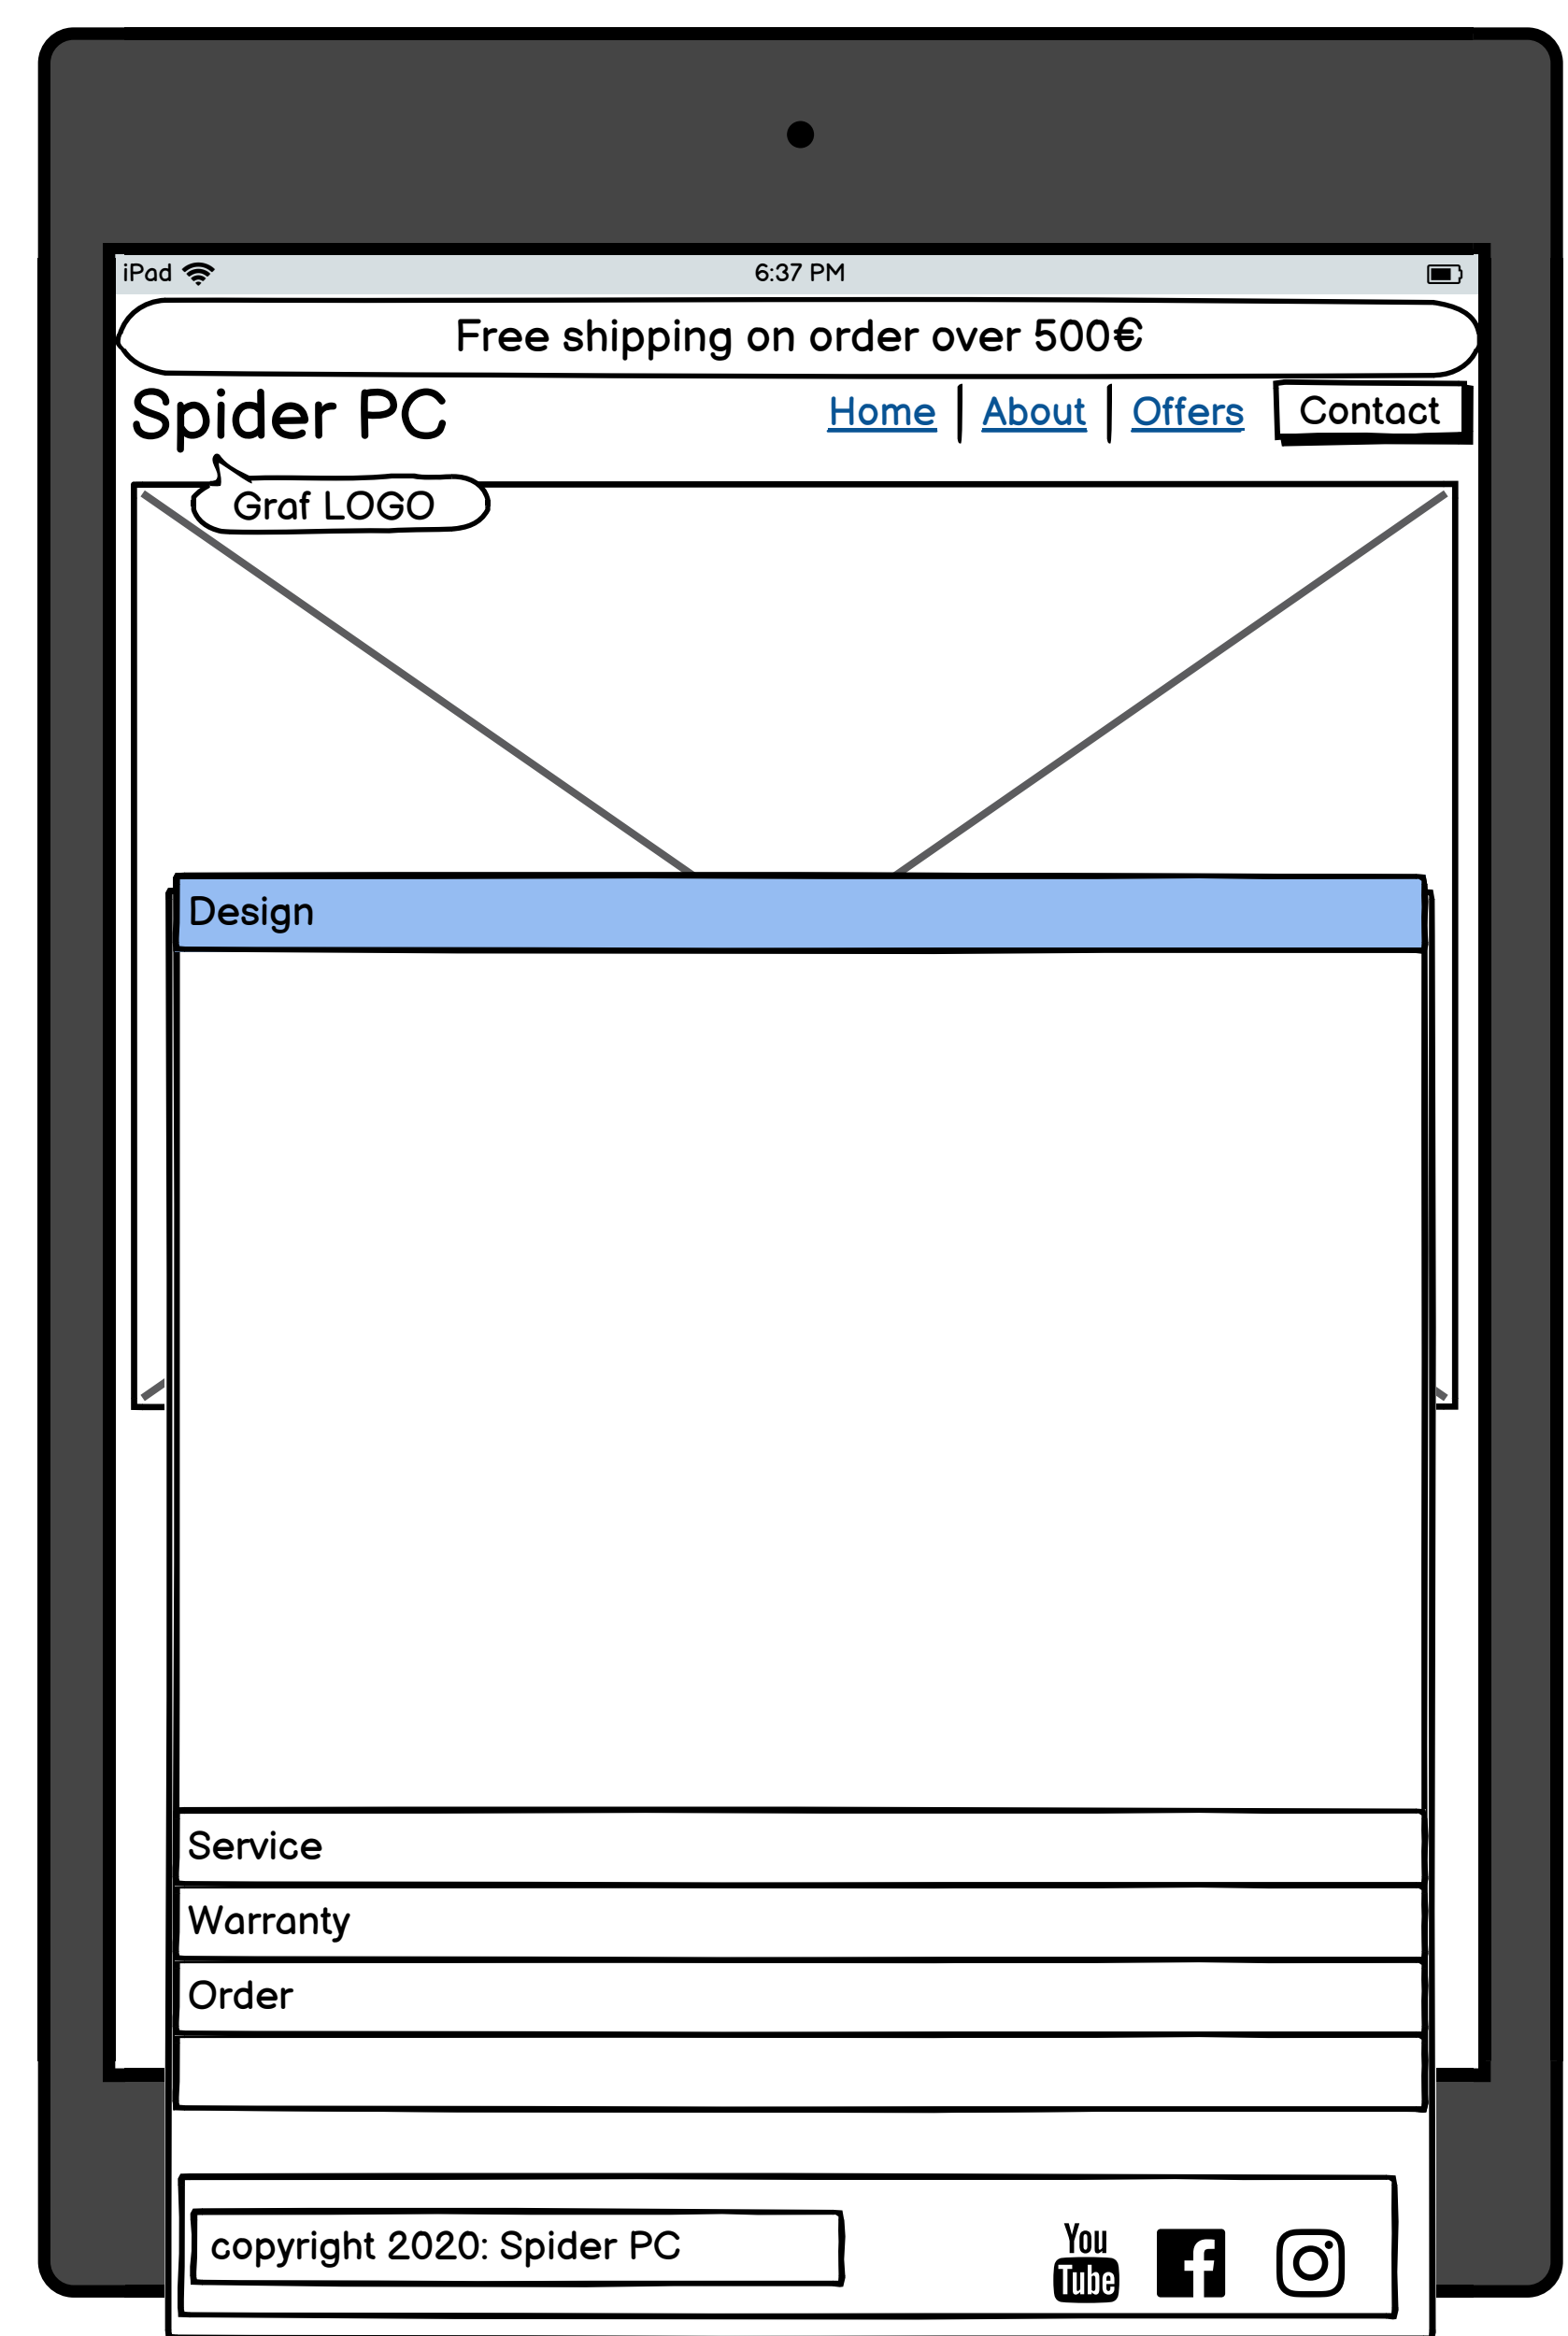 iPad 6:37 PM
Free shipping on order over 500€
Spider PC Home About Offers Contact
Graf LOGO
Design
Service
Warranty
Order
copyright 2020: Spider PC
You
Tube
f